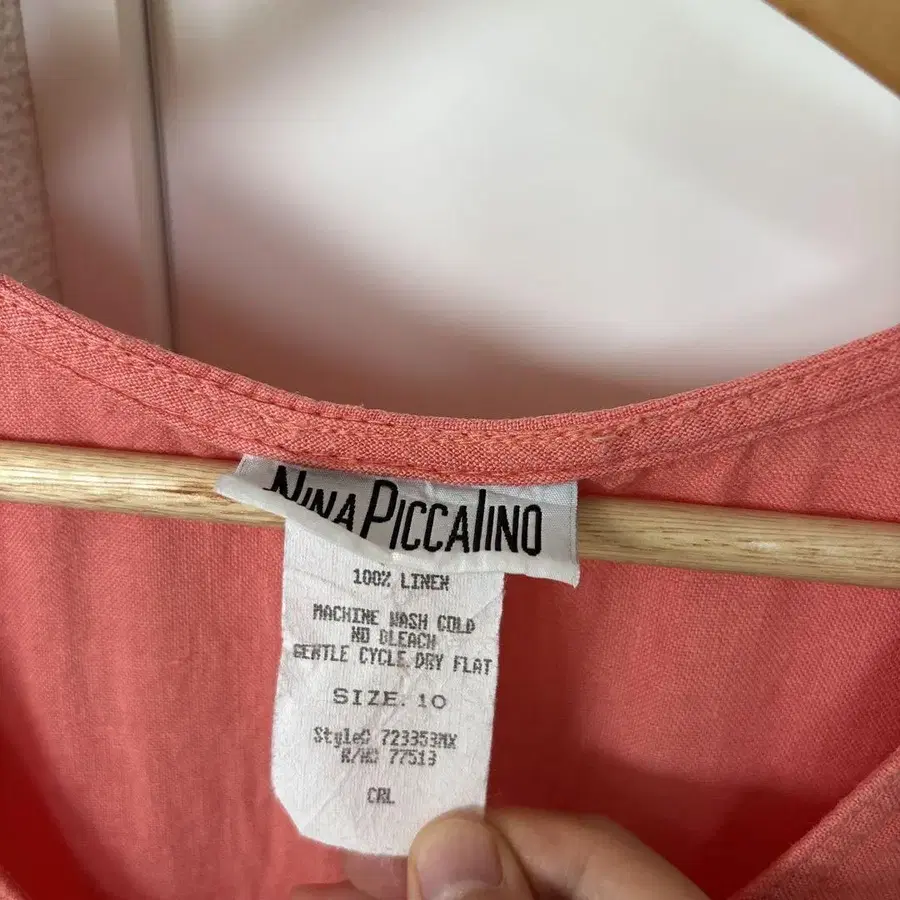 NINA PICCALINO
100% LINEN
MACHINE WASH COLD
NO BLEACH
GENTLE CYCLE.DRY FLAT
SIZE. 10
Style# 723353MX
R/NO 77513
CRL